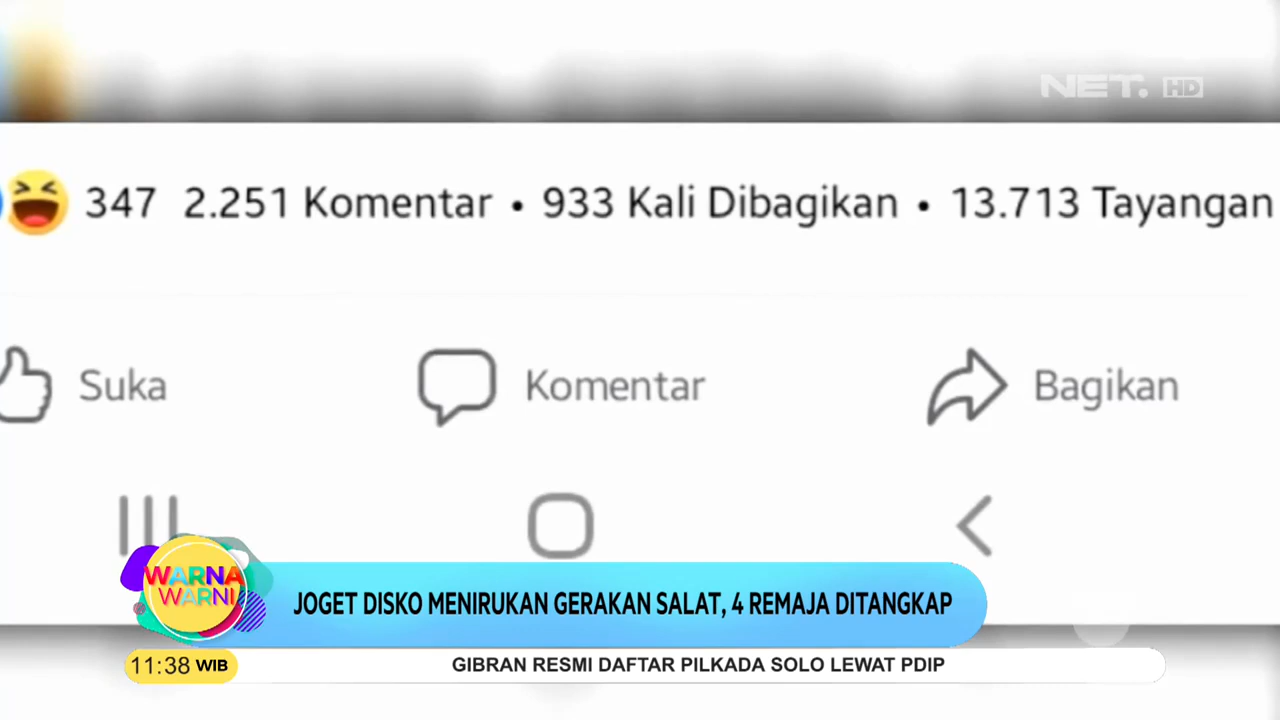 NET. HD
347 2.251 Komentar • 933 Kali Dibagikan • 13.713 Tayangan
Suka Komentar Bagikan
WARNA
WARNI
JOGET DISKO MENIRUKAN GERAKAN SALAT, 4 REMAJA DITANGKAP
11:38 WIB GIBRAN RESMI DAFTAR PILKADA SOLO LEWAT PDIP